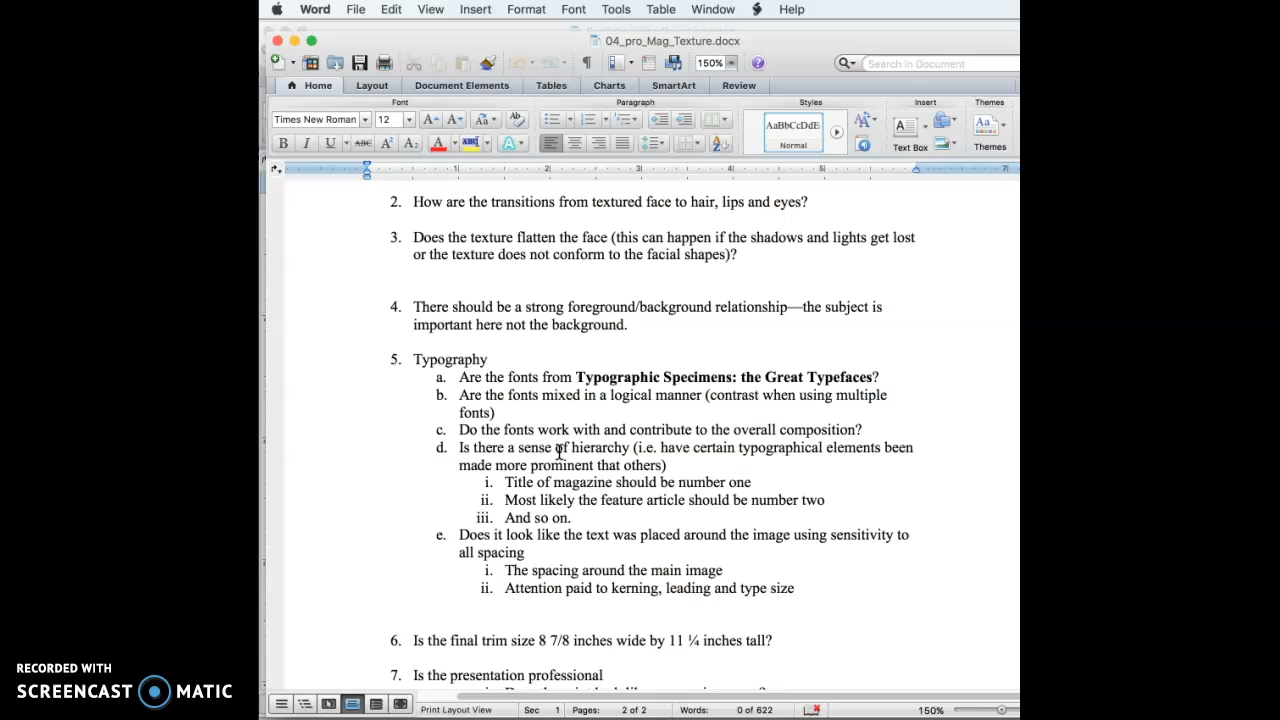 Word File Edit View Insert Format Font Tools Table Window Help
04_pro_Mag_Texture.docx
150% Search in Document
Home Layout Document Elements Tables Charts SmartArt Review
Font Paragraph Styles Insert Themes
Times New Roman 12 AaBbCcDdE
Normal Text Box Themes
1 2 3 4 5 7
2. How are the transitions from textured face to hair, lips and eyes?
3. Does the texture flatten the face (this can happen if the shadows and lights get lost
or the texture does not conform to the facial shapes)?
4. There should be a strong foreground/background relationship—the subject is
important here not the background.
5. Typography
a. Are the fonts from Typographic Specimens: the Great Typefaces?
b. Are the fonts mixed in a logical manner (contrast when using multiple
fonts)
c. Do the fonts work with and contribute to the overall composition?
d. Is there a sense of hierarchy (i.e. have certain typographical elements been
made more prominent that others)
i. Title of magazine should be number one
ii. Most likely the feature article should be number two
iii. And so on.
e. Does it look like the text was placed around the image using sensitivity to
all spacing
i. The spacing around the main image
ii. Attention paid to kerning, leading and type size
6. Is the final trim size 8 7/8 inches wide by 11 ¼ inches tall?
7. Is the presentation professional
Print Layout View Sec 1 Pages: 2 of 2 Words: 0 of 622 150%
RECORDED WITH
SCREENCAST MATIC